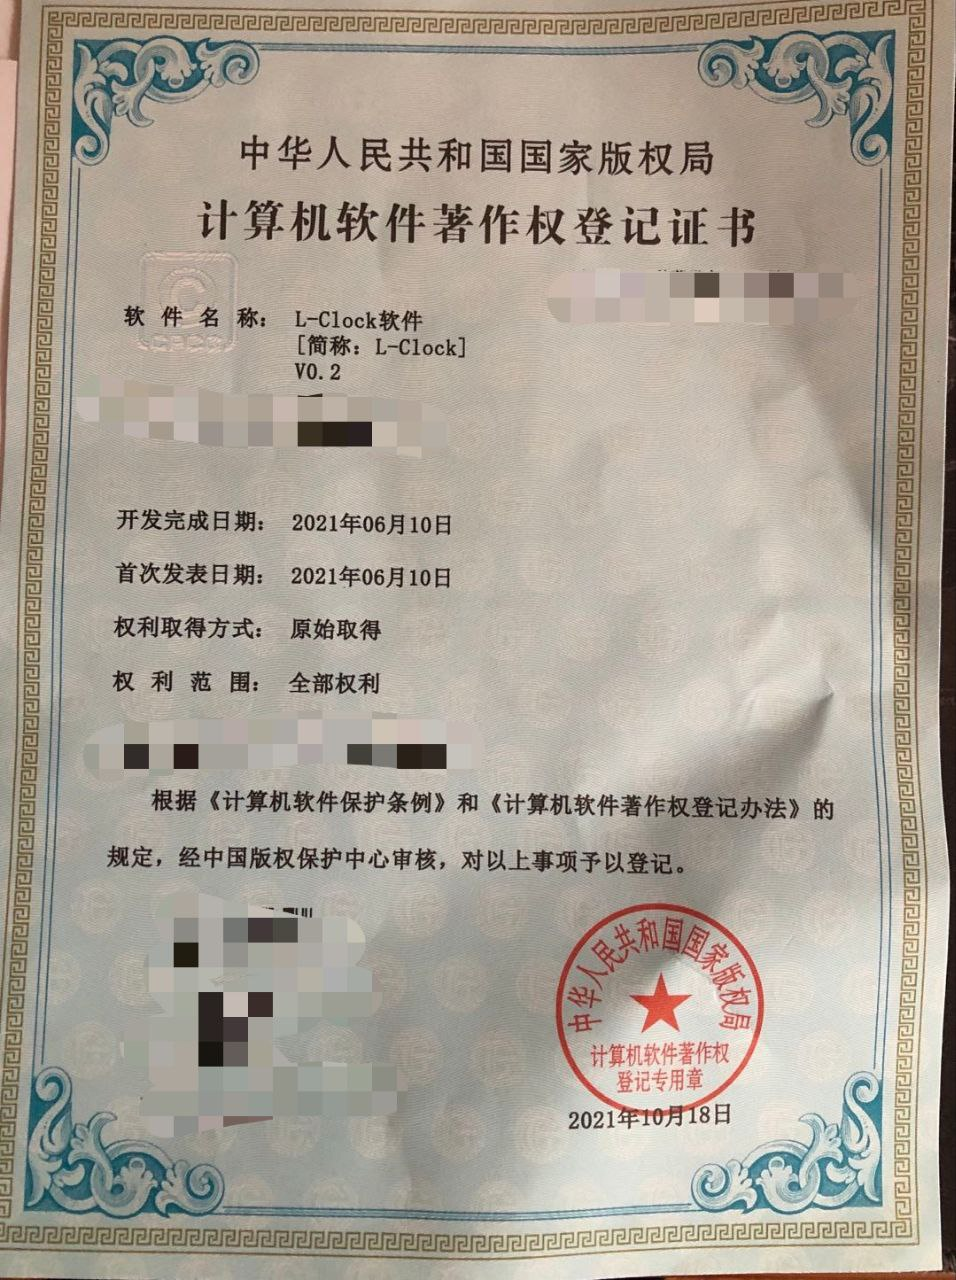 中华人民共和国国家版权局
计算机软件著作权登记证书
软件名称： L-Clock软件
[简称：L-Clock]
V0.2
开发完成日期： 2021年06月10日
首次发表日期： 2021年06月10日
权利取得方式： 原始取得
权利范围： 全部权利
根据《计算机软件保护条例》和《计算机软件著作权登记办法》的
规定，经中国版权保护中心审核，对以上事项予以登记。
中华人民共和国国家版权局
计算机软件著作权
登记专用章
2021年10月18日